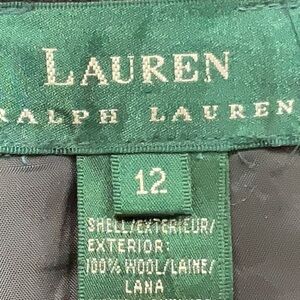 LAUREN
RALPH LAUREN
12
SHELL/EXTERIEUR/
EXTERIOR:
100% WOOL/LAINE/
LANA